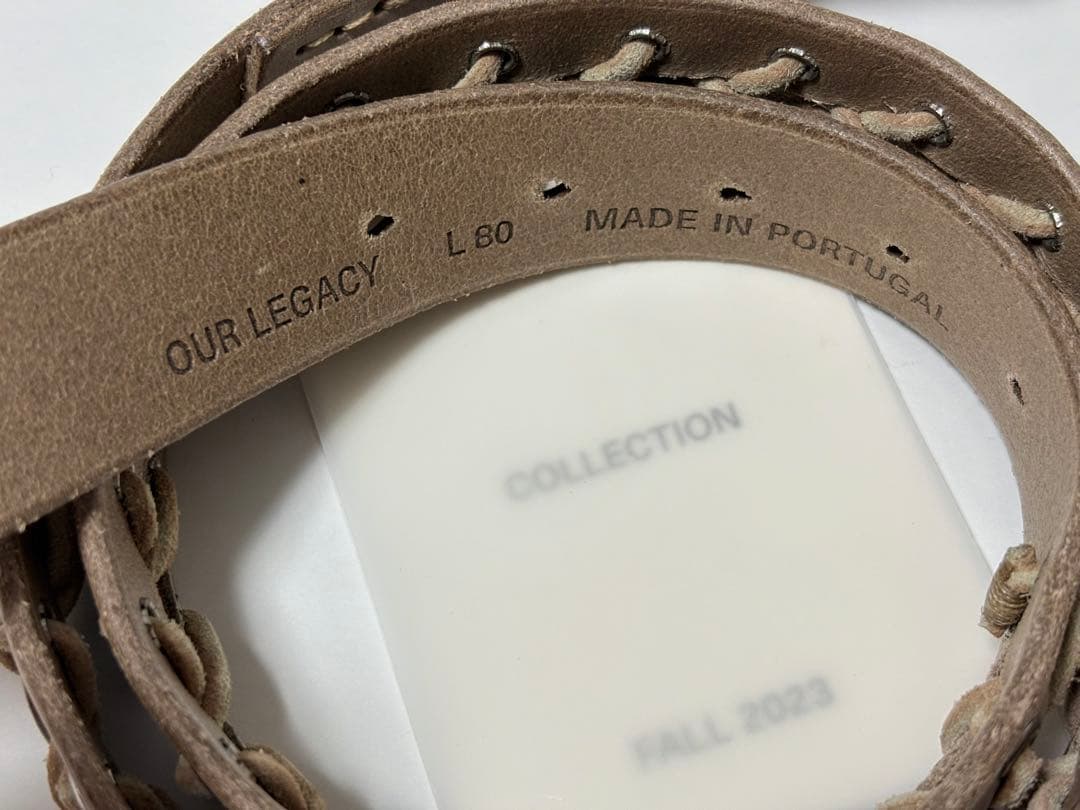 OUR LEGACY L 80 MADE IN PORTUGAL
COLLECTION
FALL 2023